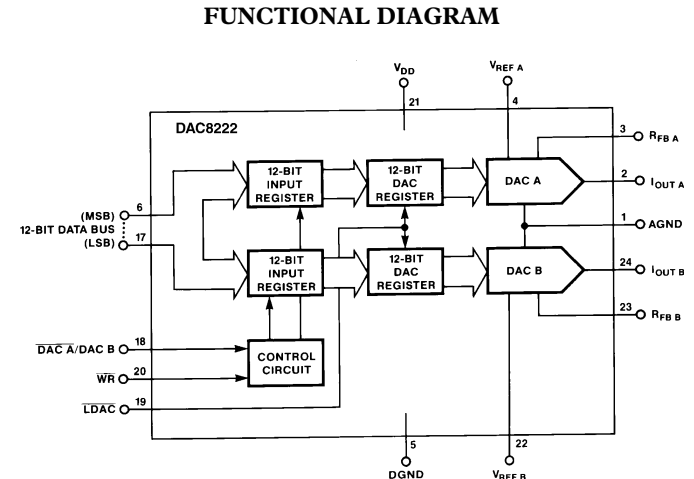 FUNCTIONAL DIAGRAM
VDD
VREF A
21
4
DAC8222
3
RFB A
12-BIT
INPUT
REGISTER
12-BIT
DAC
REGISTER
DAC A
2
IOUT A
6
(MSB)
12-BIT DATA BUS
(LSB)
17
1
AGND
12-BIT
INPUT
REGISTER
12-BIT
DAC
REGISTER
DAC B
24
IOUT B
23
RFB B
DAC A/DAC B
18
CONTROL
CIRCUIT
WR
20
LDAC
19
5
22
DGND
VREF B